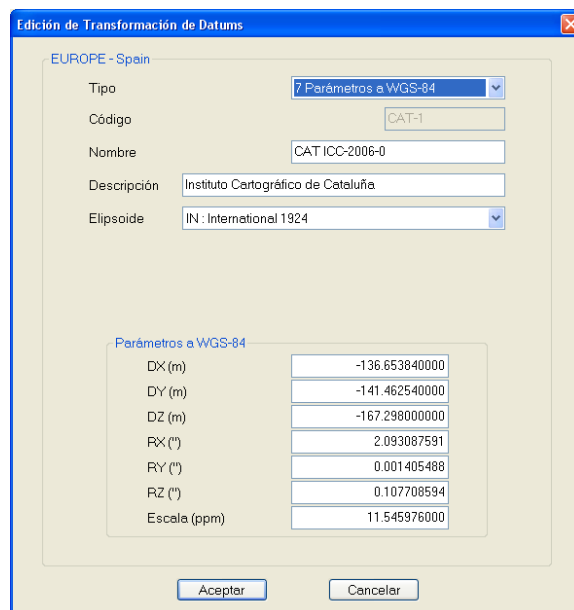 Edición de Transformación de Datums
EUROPE - Spain
Tipo 7 Parámetros a WGS-84
Código CAT-1
Nombre CAT ICC-2006-0
Descripción Instituto Cartográfico de Cataluña
Elipsoide IN : International 1924
Parámetros a WGS-84
DX (m) -136.653840000
DY (m) -141.462540000
DZ (m) -167.298000000
RX (") 2.093087591
RY (") 0.001405488
RZ (") 0.107708594
Escala (ppm) 11.545976000
Aceptar Cancelar